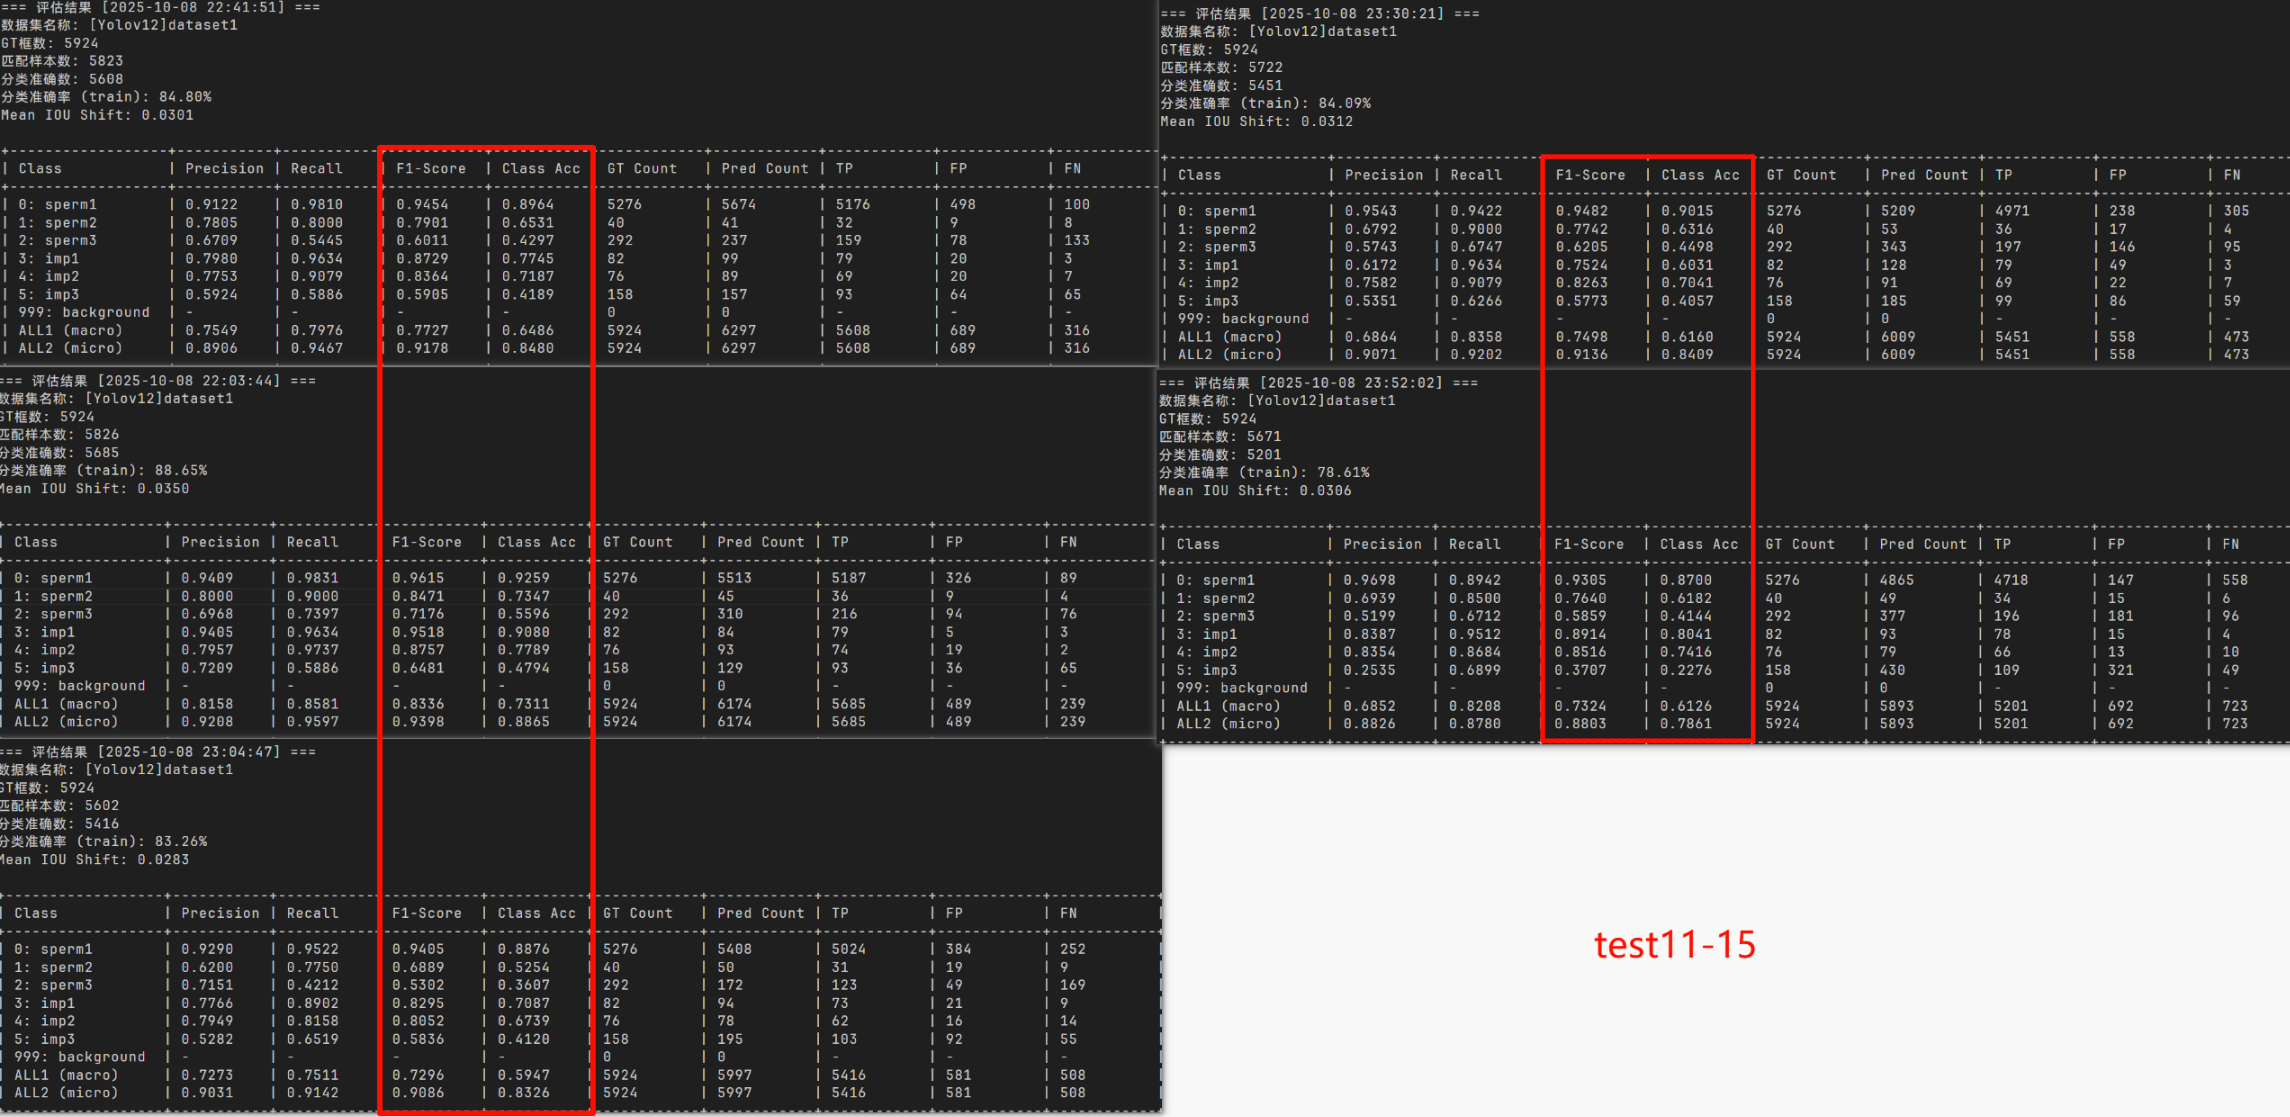 === 评估结果 [2025-10-08 22:41:51] ===
数据集名称: [Yolov12]dataset1
GT框数: 5924
匹配样本数: 5823
分类准确数: 5608
分类准确率 (train): 84.80%
Mean IOU Shift: 0.0301
| Class | Precision | Recall | F1-Score | Class Acc | GT Count | Pred Count | TP | FP | FN
| 0: sperm1 | 0.9122 | 0.9810 | 0.9454 | 0.8964 | 5276 | 5674 | 5176 | 498 | 100
| 1: sperm2 | 0.7805 | 0.8000 | 0.7901 | 0.6531 | 40 | 41 | 32 | 9 | 8
| 2: sperm3 | 0.6709 | 0.5445 | 0.6011 | 0.4297 | 292 | 237 | 159 | 78 | 133
| 3: imp1 | 0.7980 | 0.9634 | 0.8729 | 0.7745 | 82 | 99 | 79 | 20 | 3
| 4: imp2 | 0.7753 | 0.9079 | 0.8364 | 0.7187 | 76 | 89 | 69 | 20 | 7
| 5: imp3 | 0.5924 | 0.5886 | 0.5905 | 0.4189 | 158 | 157 | 93 | 64 | 65
| 999: background | - | - | - | - | 0 | 0 | - | - | -
| ALL1 (macro) | 0.7549 | 0.7976 | 0.7727 | 0.6486 | 5924 | 6297 | 5608 | 689 | 316
| ALL2 (micro) | 0.8906 | 0.9467 | 0.9178 | 0.8480 | 5924 | 6297 | 5608 | 689 | 316
=== 评估结果 [2025-10-08 22:03:44] ===
数据集名称: [Yolov12]dataset1
GT框数: 5924
匹配样本数: 5826
分类准确数: 5685
分类准确率 (train): 88.65%
Mean IOU Shift: 0.0350
| Class | Precision | Recall | F1-Score | Class Acc | GT Count | Pred Count | TP | FP | FN
| 0: sperm1 | 0.9409 | 0.9831 | 0.9615 | 0.9259 | 5276 | 5513 | 5187 | 326 | 89
| 1: sperm2 | 0.8000 | 0.9000 | 0.8471 | 0.7347 | 40 | 45 | 36 | 9 | 4
| 2: sperm3 | 0.6968 | 0.7397 | 0.7176 | 0.5596 | 292 | 310 | 216 | 94 | 76
| 3: imp1 | 0.9405 | 0.9634 | 0.9518 | 0.9080 | 82 | 84 | 79 | 5 | 3
| 4: imp2 | 0.7957 | 0.9737 | 0.8757 | 0.7789 | 76 | 93 | 74 | 19 | 2
| 5: imp3 | 0.7209 | 0.5886 | 0.6481 | 0.4794 | 158 | 129 | 93 | 36 | 65
| 999: background | - | - | - | - | 0 | 0 | - | - | -
| ALL1 (macro) | 0.8158 | 0.8581 | 0.8336 | 0.7311 | 5924 | 6174 | 5685 | 489 | 239
| ALL2 (micro) | 0.9208 | 0.9597 | 0.9398 | 0.8865 | 5924 | 6174 | 5685 | 489 | 239
=== 评估结果 [2025-10-08 23:04:47] ===
数据集名称: [Yolov12]dataset1
GT框数: 5924
匹配样本数: 5602
分类准确数: 5416
分类准确率 (train): 83.26%
Mean IOU Shift: 0.0283
| Class | Precision | Recall | F1-Score | Class Acc | GT Count | Pred Count | TP | FP | FN |
| 0: sperm1 | 0.9290 | 0.9522 | 0.9405 | 0.8876 | 5276 | 5408 | 5024 | 384 | 252 |
| 1: sperm2 | 0.6200 | 0.7750 | 0.6889 | 0.5254 | 40 | 50 | 31 | 19 | 9 |
| 2: sperm3 | 0.7151 | 0.4212 | 0.5302 | 0.3607 | 292 | 172 | 123 | 49 | 169 |
| 3: imp1 | 0.7766 | 0.8902 | 0.8295 | 0.7087 | 82 | 94 | 73 | 21 | 9 |
| 4: imp2 | 0.7949 | 0.8158 | 0.8052 | 0.6739 | 76 | 78 | 62 | 16 | 14 |
| 5: imp3 | 0.5282 | 0.6519 | 0.5836 | 0.4120 | 158 | 195 | 103 | 92 | 55 |
| 999: background | - | - | - | - | 0 | 0 | - | - | - |
| ALL1 (macro) | 0.7273 | 0.7511 | 0.7296 | 0.5947 | 5924 | 5997 | 5416 | 581 | 508 |
| ALL2 (micro) | 0.9031 | 0.9142 | 0.9086 | 0.8326 | 5924 | 5997 | 5416 | 581 | 508 |
=== 评估结果 [2025-10-08 23:30:21] ===
数据集名称: [Yolov12]dataset1
GT框数: 5924
匹配样本数: 5722
分类准确数: 5451
分类准确率 (train): 84.09%
Mean IOU Shift: 0.0312
| Class | Precision | Recall | F1-Score | Class Acc | GT Count | Pred Count | TP | FP | FN
| 0: sperm1 | 0.9543 | 0.9422 | 0.9482 | 0.9015 | 5276 | 5209 | 4971 | 238 | 305
| 1: sperm2 | 0.6792 | 0.9000 | 0.7742 | 0.6316 | 40 | 53 | 36 | 17 | 4
| 2: sperm3 | 0.5743 | 0.6747 | 0.6205 | 0.4498 | 292 | 343 | 197 | 146 | 95
| 3: imp1 | 0.6172 | 0.9634 | 0.7524 | 0.6031 | 82 | 128 | 79 | 49 | 3
| 4: imp2 | 0.7582 | 0.9079 | 0.8263 | 0.7041 | 76 | 91 | 69 | 22 | 7
| 5: imp3 | 0.5351 | 0.6266 | 0.5773 | 0.4057 | 158 | 185 | 99 | 86 | 59
| 999: background | - | - | - | - | 0 | 0 | - | - | -
| ALL1 (macro) | 0.6864 | 0.8358 | 0.7498 | 0.6160 | 5924 | 6009 | 5451 | 558 | 473
| ALL2 (micro) | 0.9071 | 0.9202 | 0.9136 | 0.8409 | 5924 | 6009 | 5451 | 558 | 473
=== 评估结果 [2025-10-08 23:52:02] ===
数据集名称: [Yolov12]dataset1
GT框数: 5924
匹配样本数: 5671
分类准确数: 5201
分类准确率 (train): 78.61%
Mean IOU Shift: 0.0306
| Class | Precision | Recall | F1-Score | Class Acc | GT Count | Pred Count | TP | FP | FN
| 0: sperm1 | 0.9698 | 0.8942 | 0.9305 | 0.8700 | 5276 | 4865 | 4718 | 147 | 558
| 1: sperm2 | 0.6939 | 0.8500 | 0.7640 | 0.6182 | 40 | 49 | 34 | 15 | 6
| 2: sperm3 | 0.5199 | 0.6712 | 0.5859 | 0.4144 | 292 | 377 | 196 | 181 | 96
| 3: imp1 | 0.8387 | 0.9512 | 0.8914 | 0.8041 | 82 | 93 | 78 | 15 | 4
| 4: imp2 | 0.8354 | 0.8684 | 0.8516 | 0.7416 | 76 | 79 | 66 | 13 | 10
| 5: imp3 | 0.2535 | 0.6899 | 0.3707 | 0.2276 | 158 | 430 | 109 | 321 | 49
| 999: background | - | - | - | - | 0 | 0 | - | - | -
| ALL1 (macro) | 0.6852 | 0.8208 | 0.7324 | 0.6126 | 5924 | 5893 | 5201 | 692 | 723
| ALL2 (micro) | 0.8826 | 0.8780 | 0.8803 | 0.7861 | 5924 | 5893 | 5201 | 692 | 723
test11-15